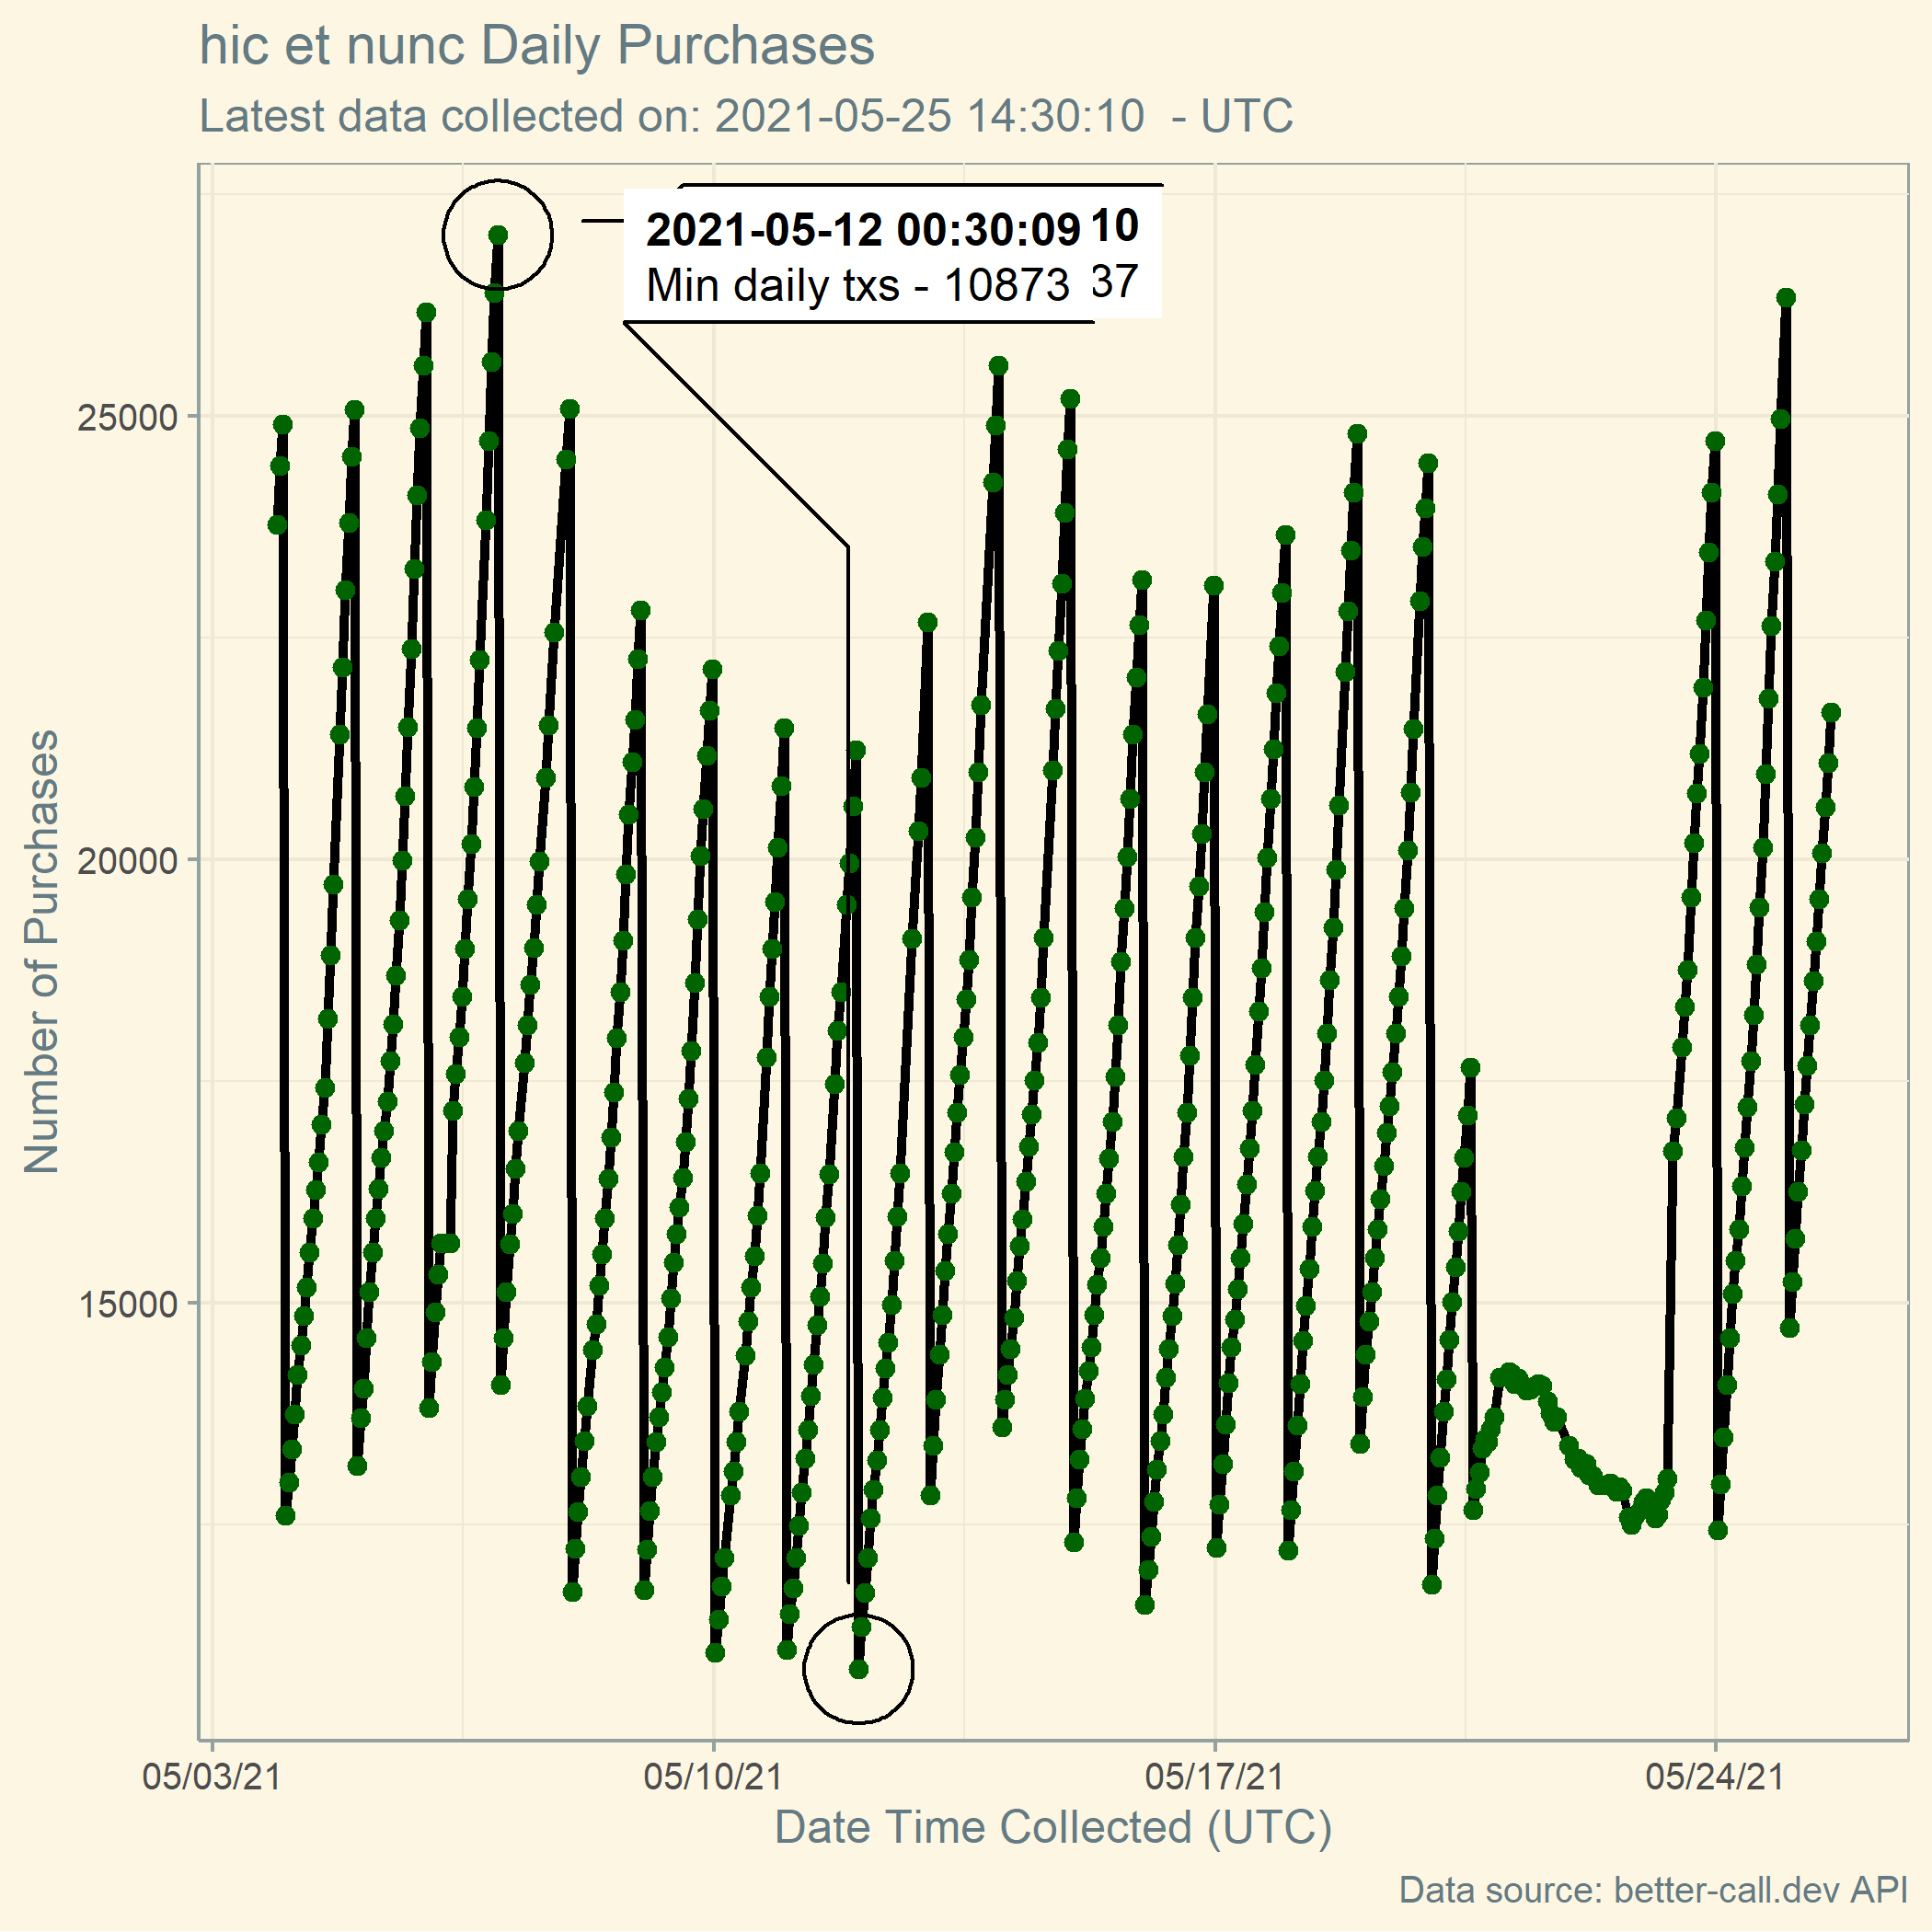 hic et nunc Daily Purchases
Latest data collected on: 2021-05-25 14:30:10 - UTC
2021-05-12 00:30:09 10
Min daily txs - 10873 37
25000
20000
15000
Number of Purchases
05/03/21 05/10/21 05/17/21 05/24/21
Date Time Collected (UTC)
Data source: better-call.dev API